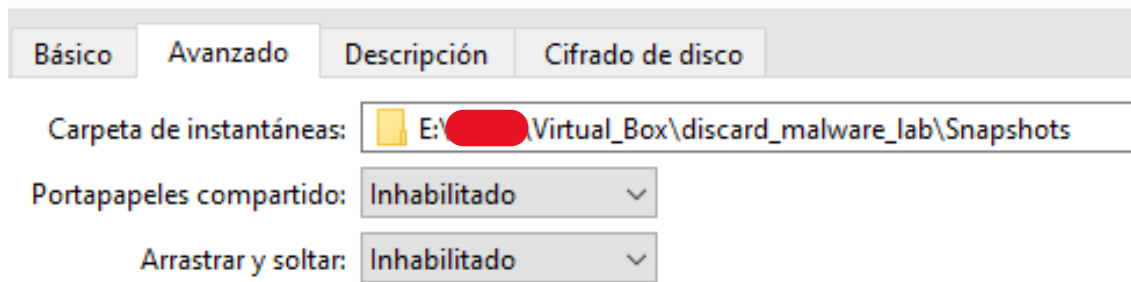 Básico Avanzado Descripción Cifrado de disco
Carpeta de instantáneas: E:\ \Virtual_Box\discard_malware_lab\Snapshots
Portapapeles compartido: Inhabilitado
Arrastrar y soltar: Inhabilitado